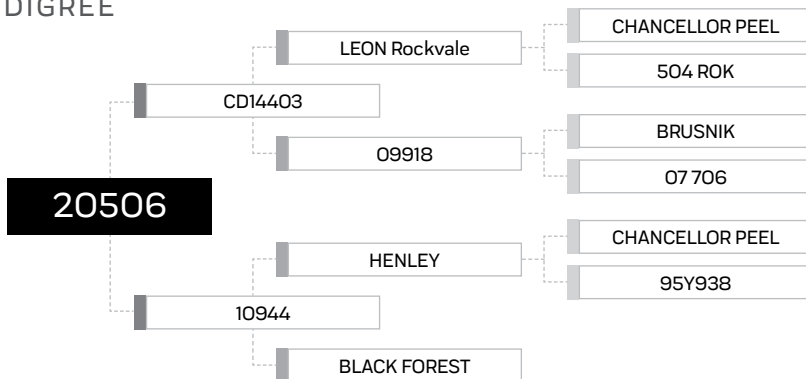 DIGREE
CHANCELLOR PEEL
LEON Rockvale
504 ROK
CD14403
BRUSNIK
09918
07 706
20506
CHANCELLOR PEEL
HENLEY
95Y938
10944
BLACK FOREST